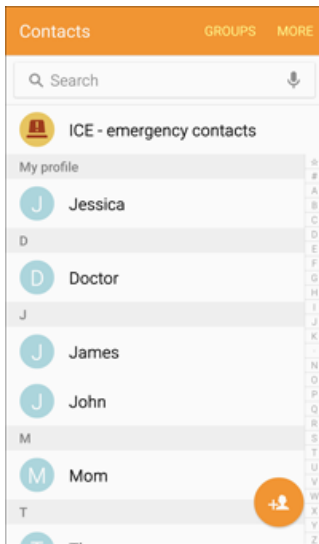 Contacts GROUPS MORE
Search
ICE - emergency contacts
My profile
J Jessica
D
D Doctor
J
J James
J John
M
M Mom
T
☆
#
A
B
C
D
E
F
G
H
I
J
K
·
N
O
P
Q
R
S
T
U
V
W
X
Y
Z